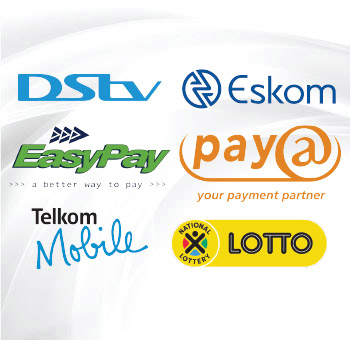 DStv
Eskom
EasyPay
>>> a better way to pay >>>
pay@
your payment partner
Telkom
Mobile
NATIONAL
LOTTERY
LOTTO